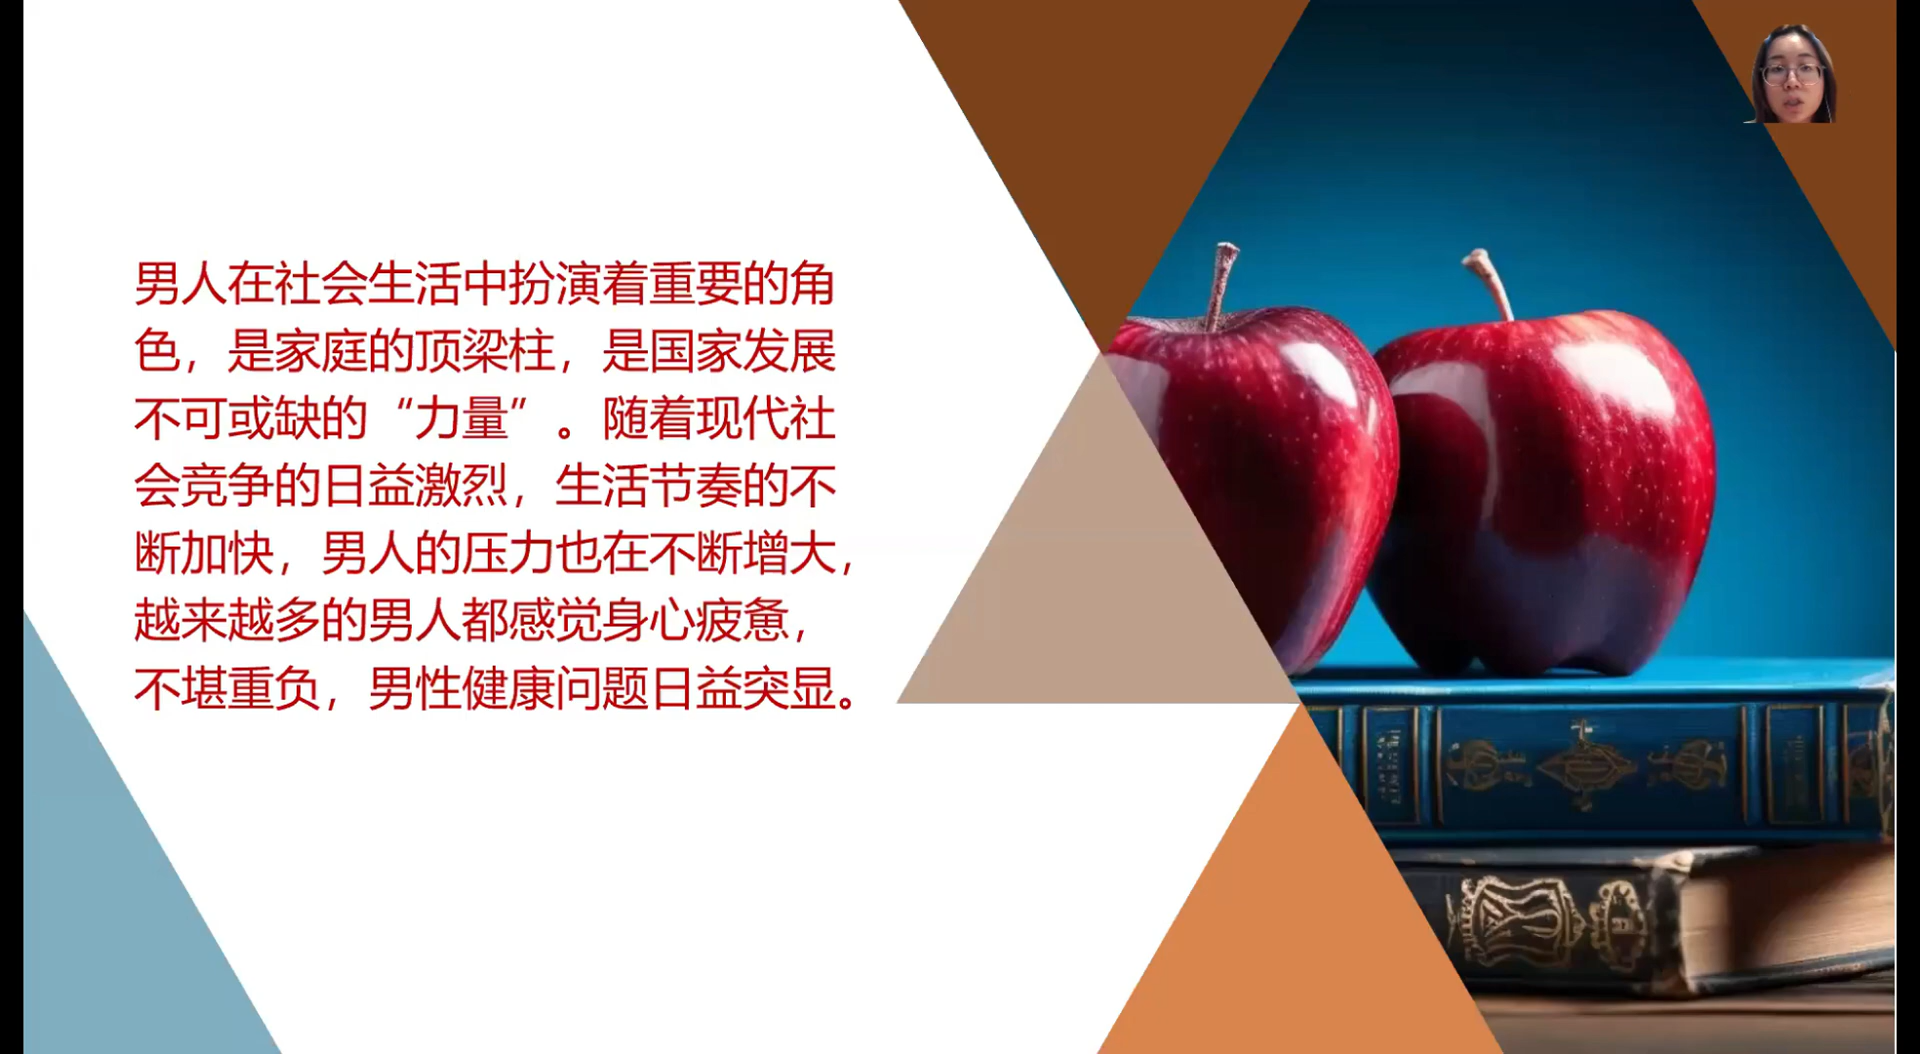 男人在社会生活中扮演着重要的角
色，是家庭的顶梁柱，是国家发展
不可或缺的“力量”。随着现代社
会竞争的日益激烈，生活节奏的不
断加快，男人的压力也在不断增大，
越来越多的男人都感觉身心疲惫，
不堪重负，男性健康问题日益突显。